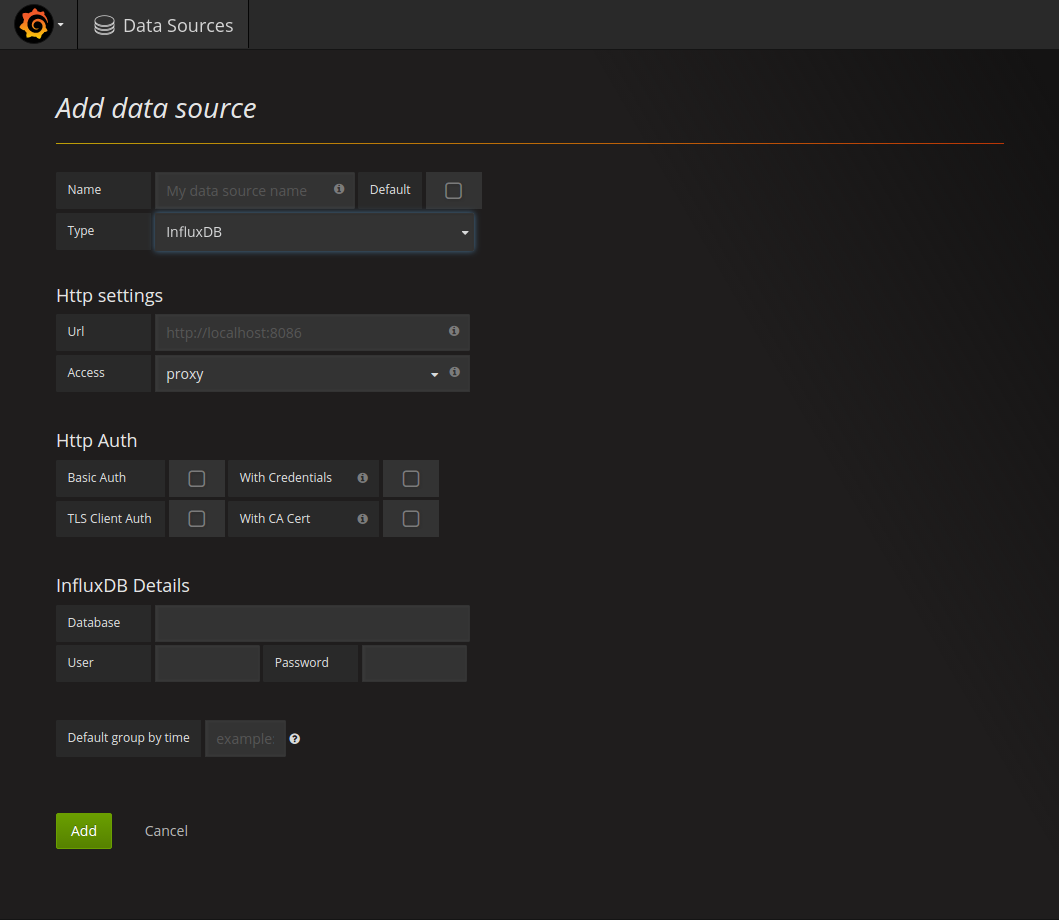 Data Sources
Add data source
Name My data source name Default
Type InfluxDB
Http settings
Url http://localhost:8086
Access proxy
Http Auth
Basic Auth With Credentials
TLS Client Auth With CA Cert
InfluxDB Details
Database
User Password
Default group by time example:
Add Cancel